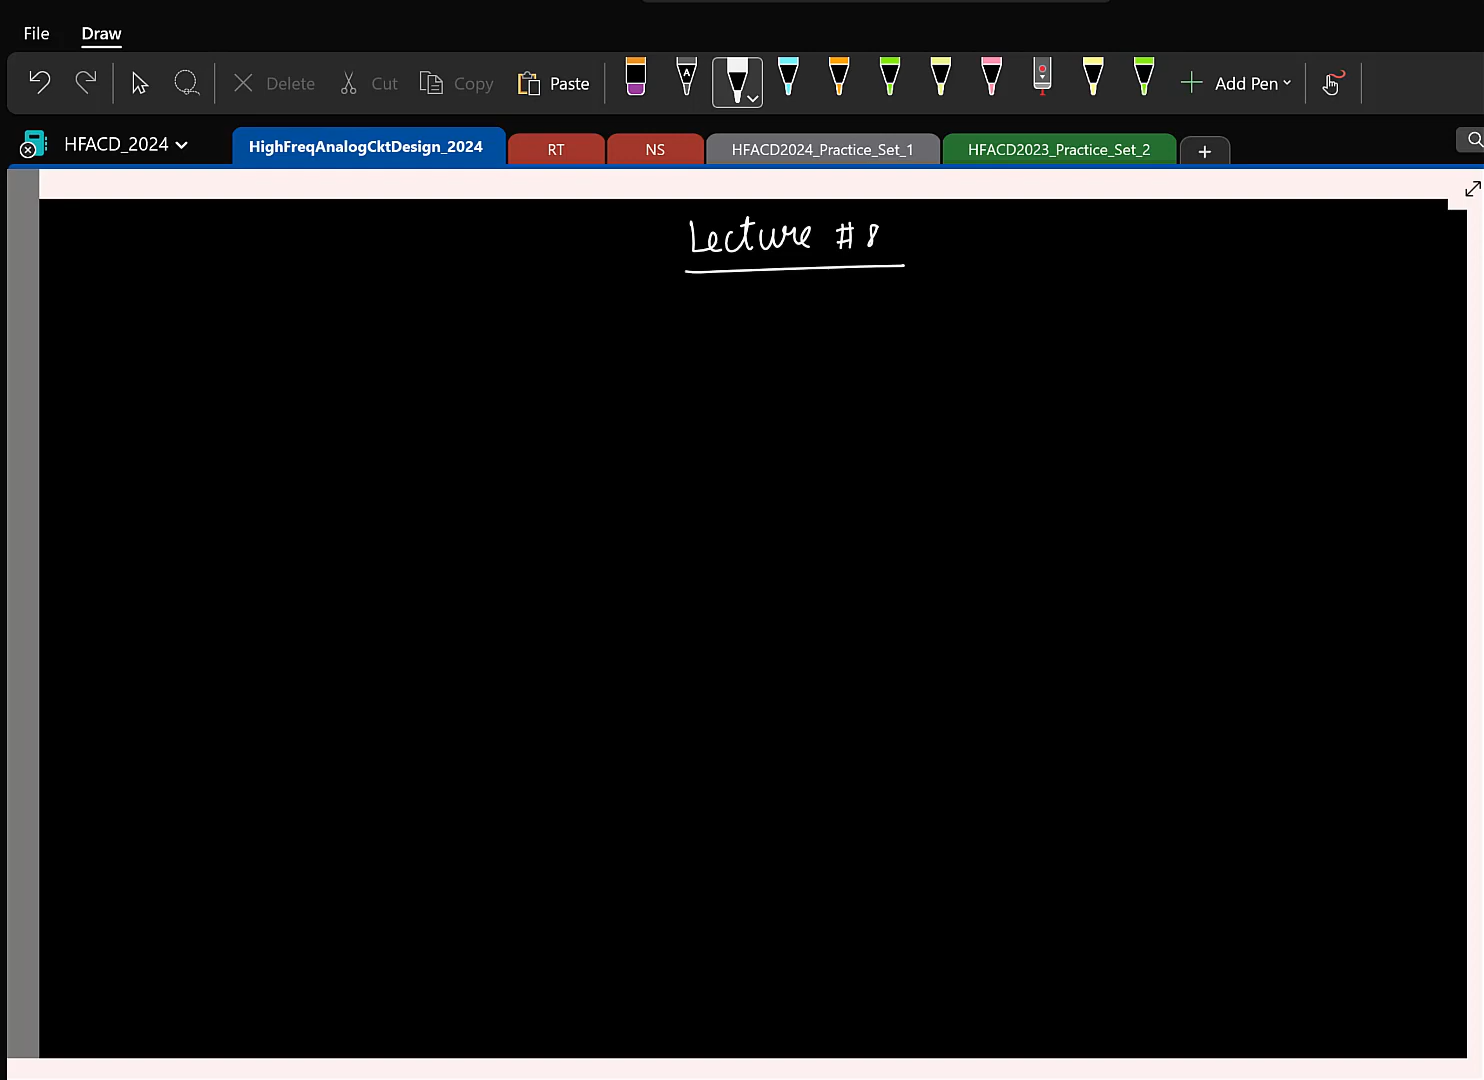 File Draw
Delete Cut Copy Paste A Add Pen
HFACD_2024 HighFreqAnalogCktDesign_2024 RT NS HFACD2024_Practice_Set_1 HFACD2023_Practice_Set_2
Lecture # 8